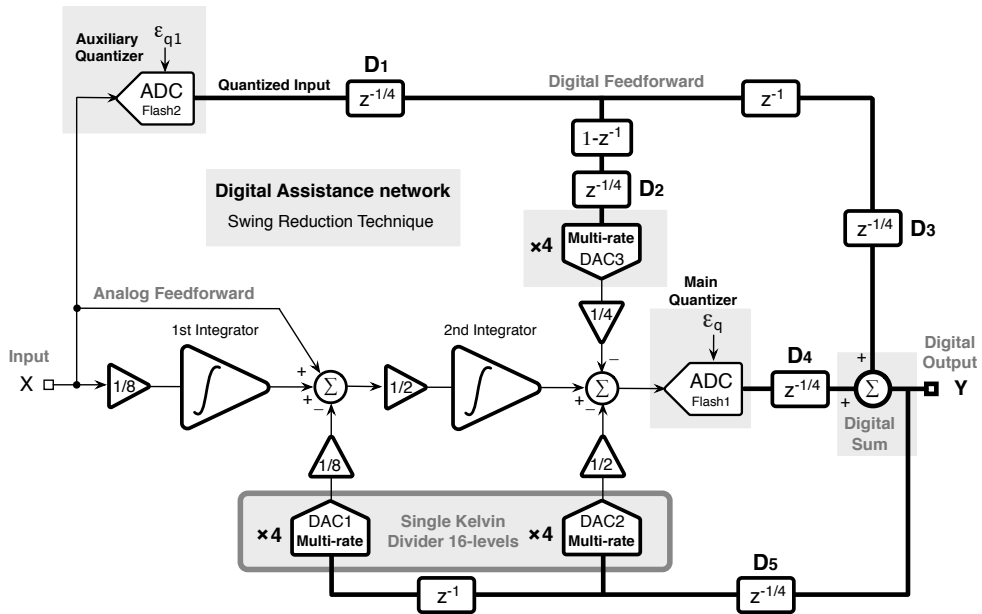 Auxiliary
Quantizer
εq1
ADC
Flash2
Quantized Input
D1
z-1/4
Digital Feedforward
z-1
1-z-1
z-1/4
D2
Digital Assistance network
Swing Reduction Technique
×4
Multi-rate
DAC3
z-1/4
D3
Analog Feedforward
1st Integrator
2nd Integrator
1/4
Main
Quantizer
εq
Input
X
1/8
∫
+
+
−
Σ
1/2
∫
−
+
−
Σ
ADC
Flash1
D4
z-1/4
+
+
Σ
Digital
Sum
Digital
Output
Y
1/8
1/2
×4
DAC1
Multi-rate
Single Kelvin
Divider 16-levels
×4
DAC2
Multi-rate
z-1
D5
z-1/4